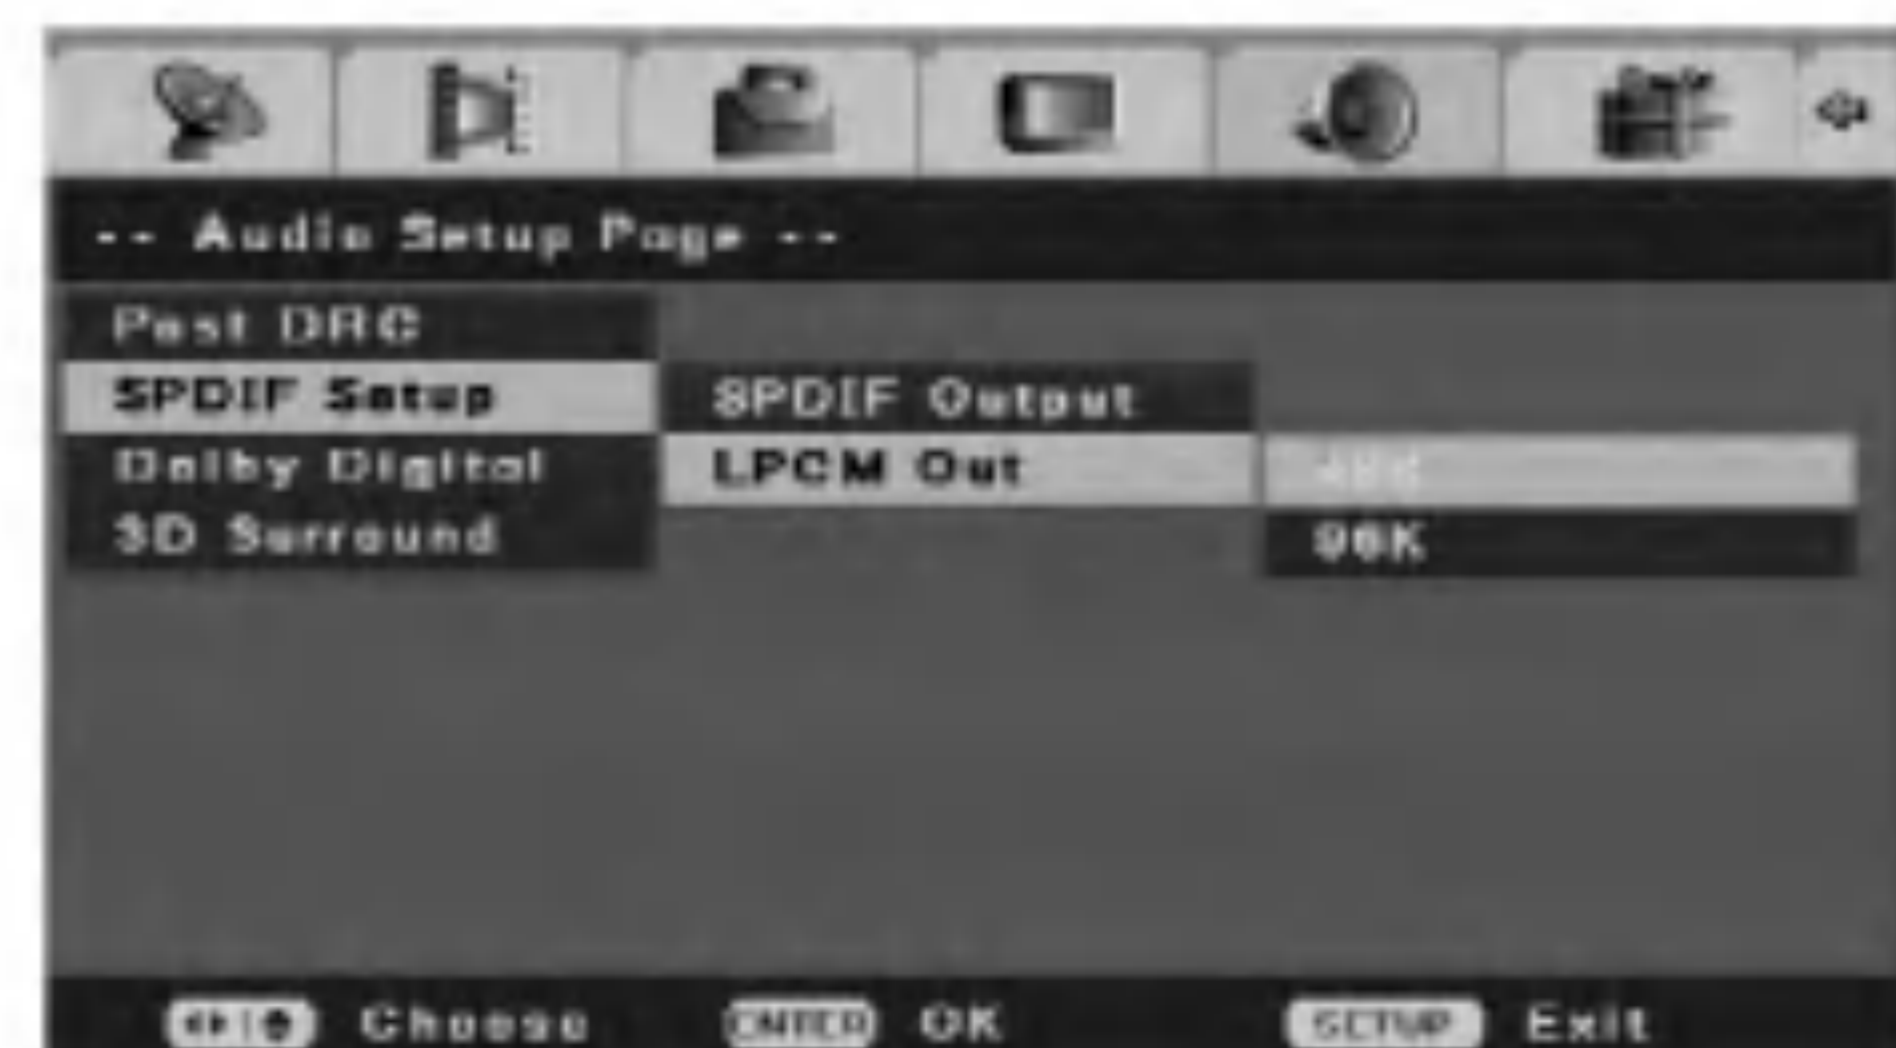 -- Audio Setup Page --
Post DRC
SPDIF Setup
SPDIF Output
Dolby Digital
LPCM Out
48K
3D Surround
96K
Choose
ENTER OK
SETUP Exit